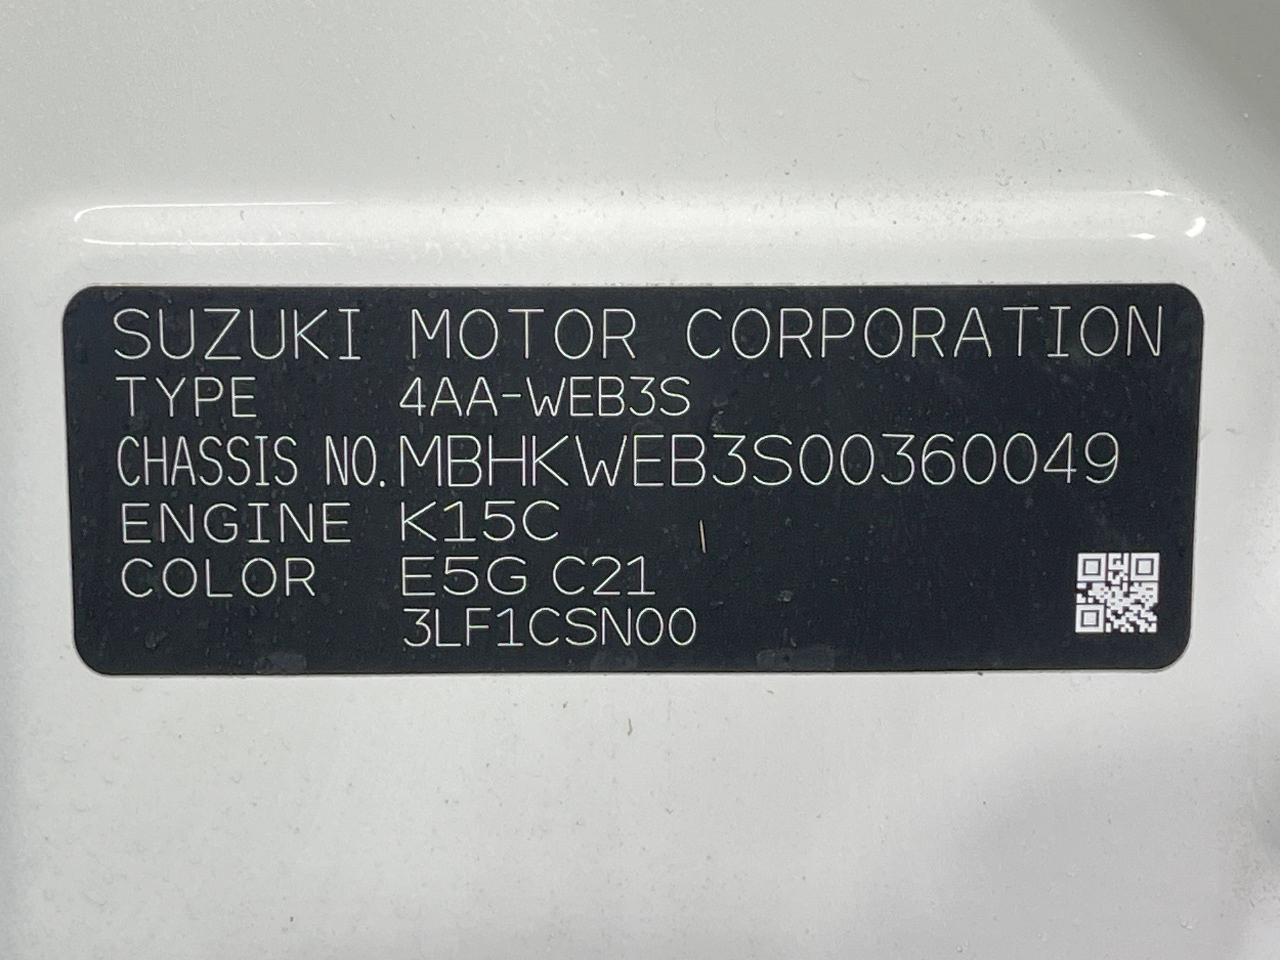 SUZUKI MOTOR CORPORATION
TYPE 4AA-WEB3S
CHASSIS NO. MBHKWEB3S00360049
ENGINE K15C
COLOR E5G C21
3LF1CSN00